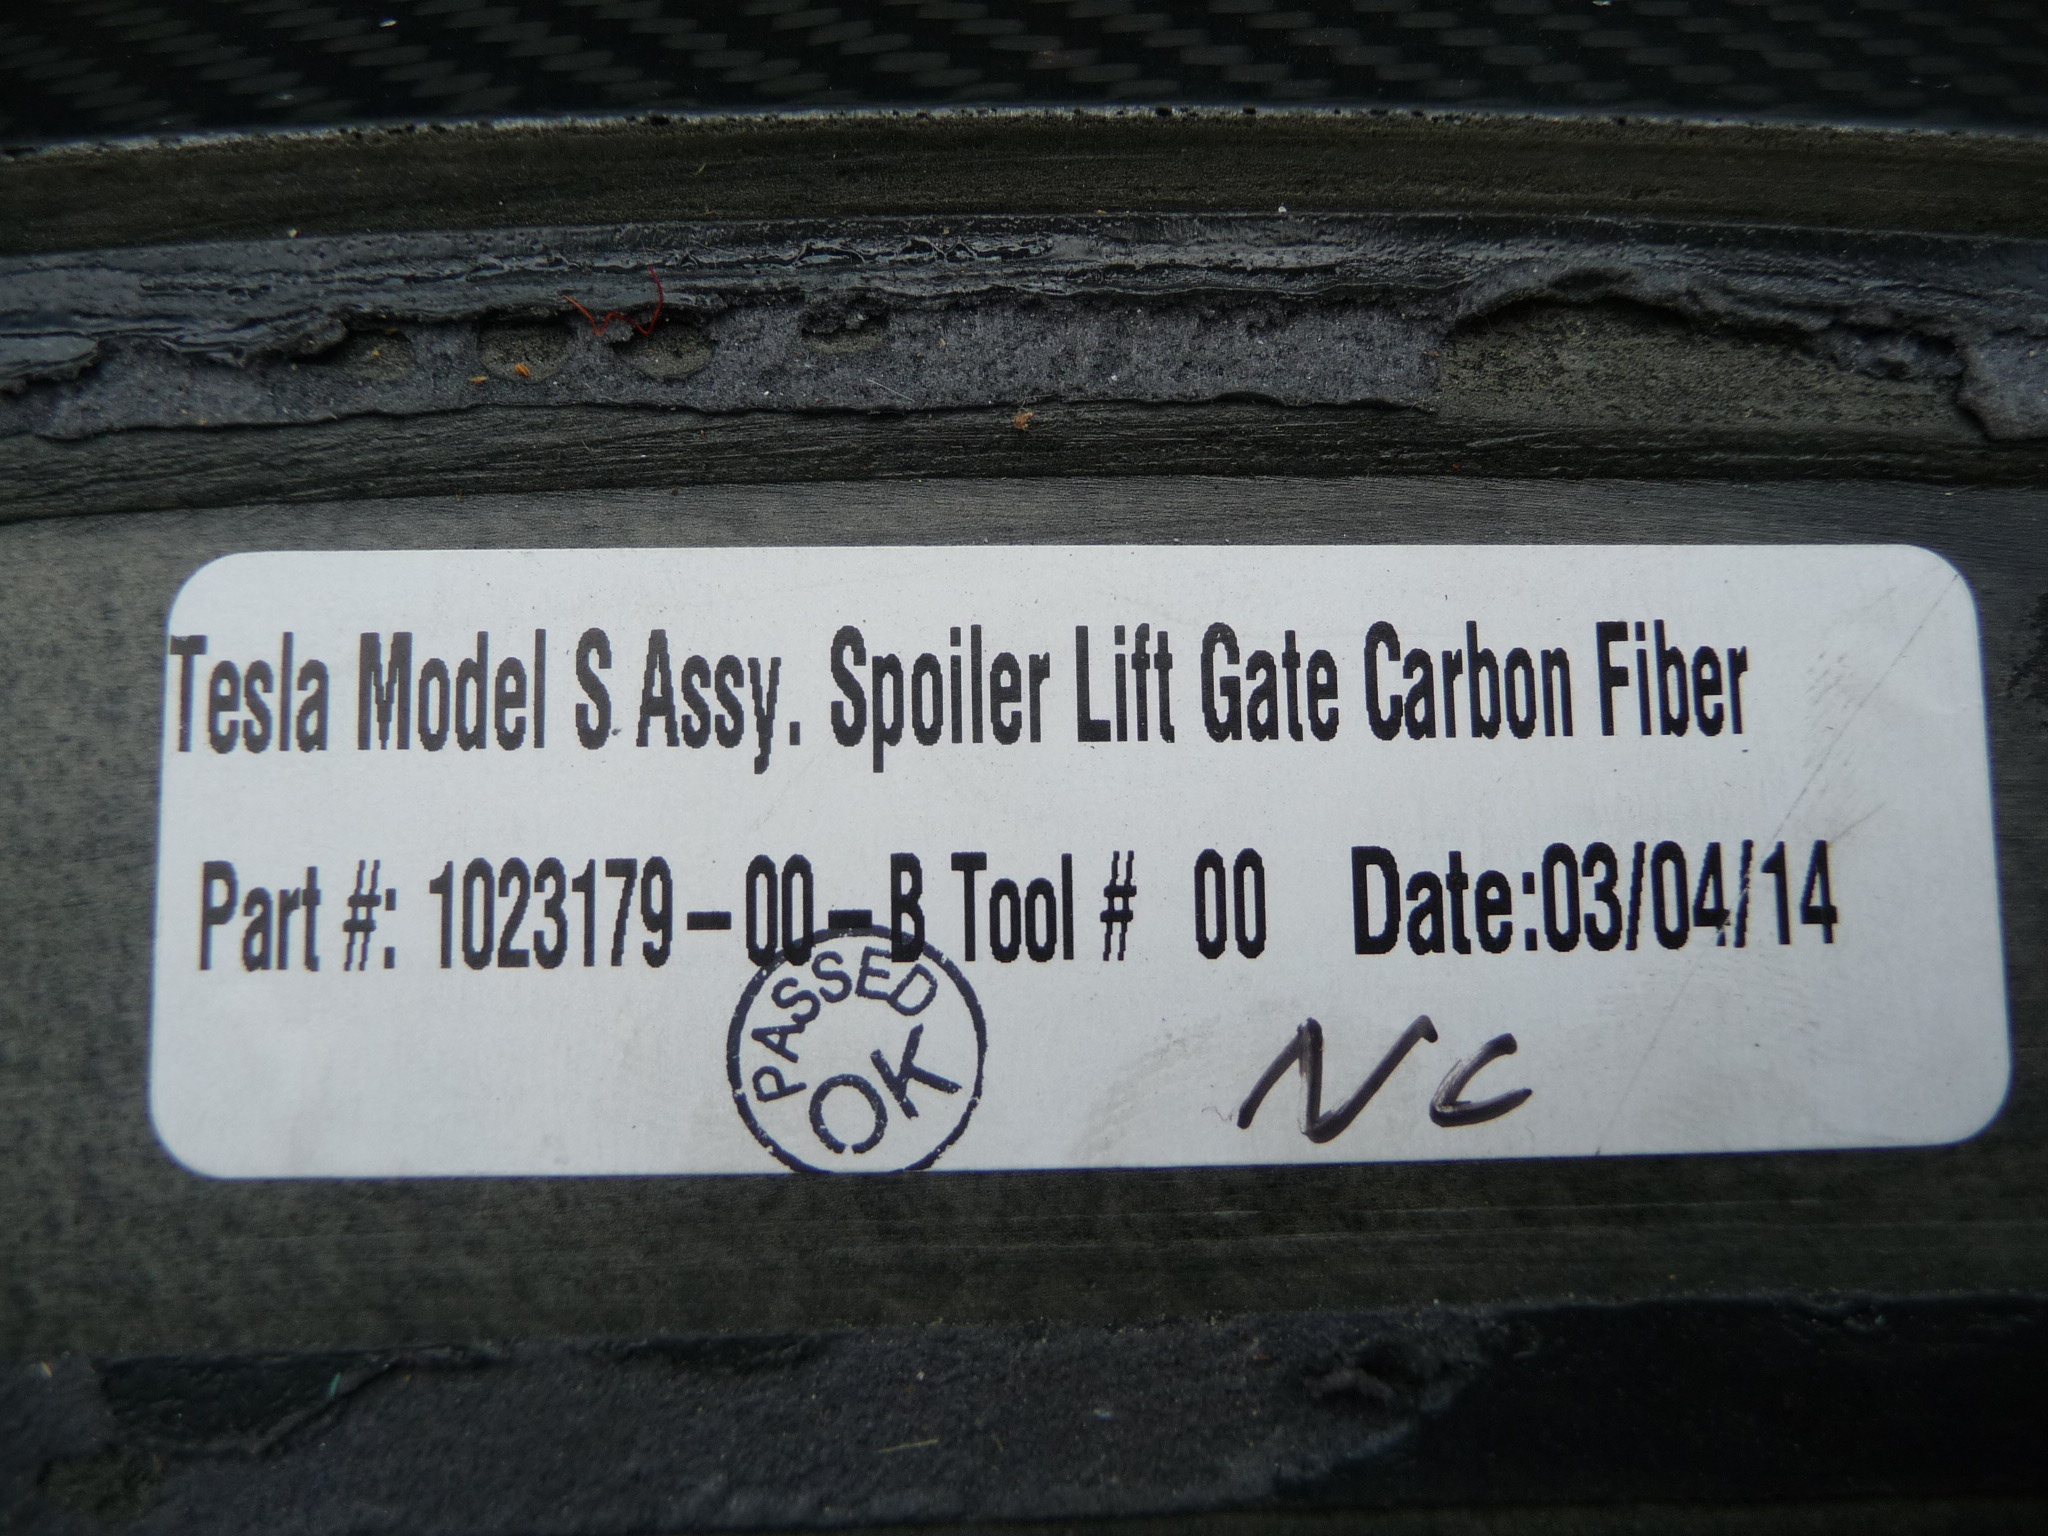 Tesla Model S Assy. Spoiler Lift Gate Carbon Fiber
Part #: 1023179-00-B Tool # 00 Date:03/04/14
PASSED
OK
NC